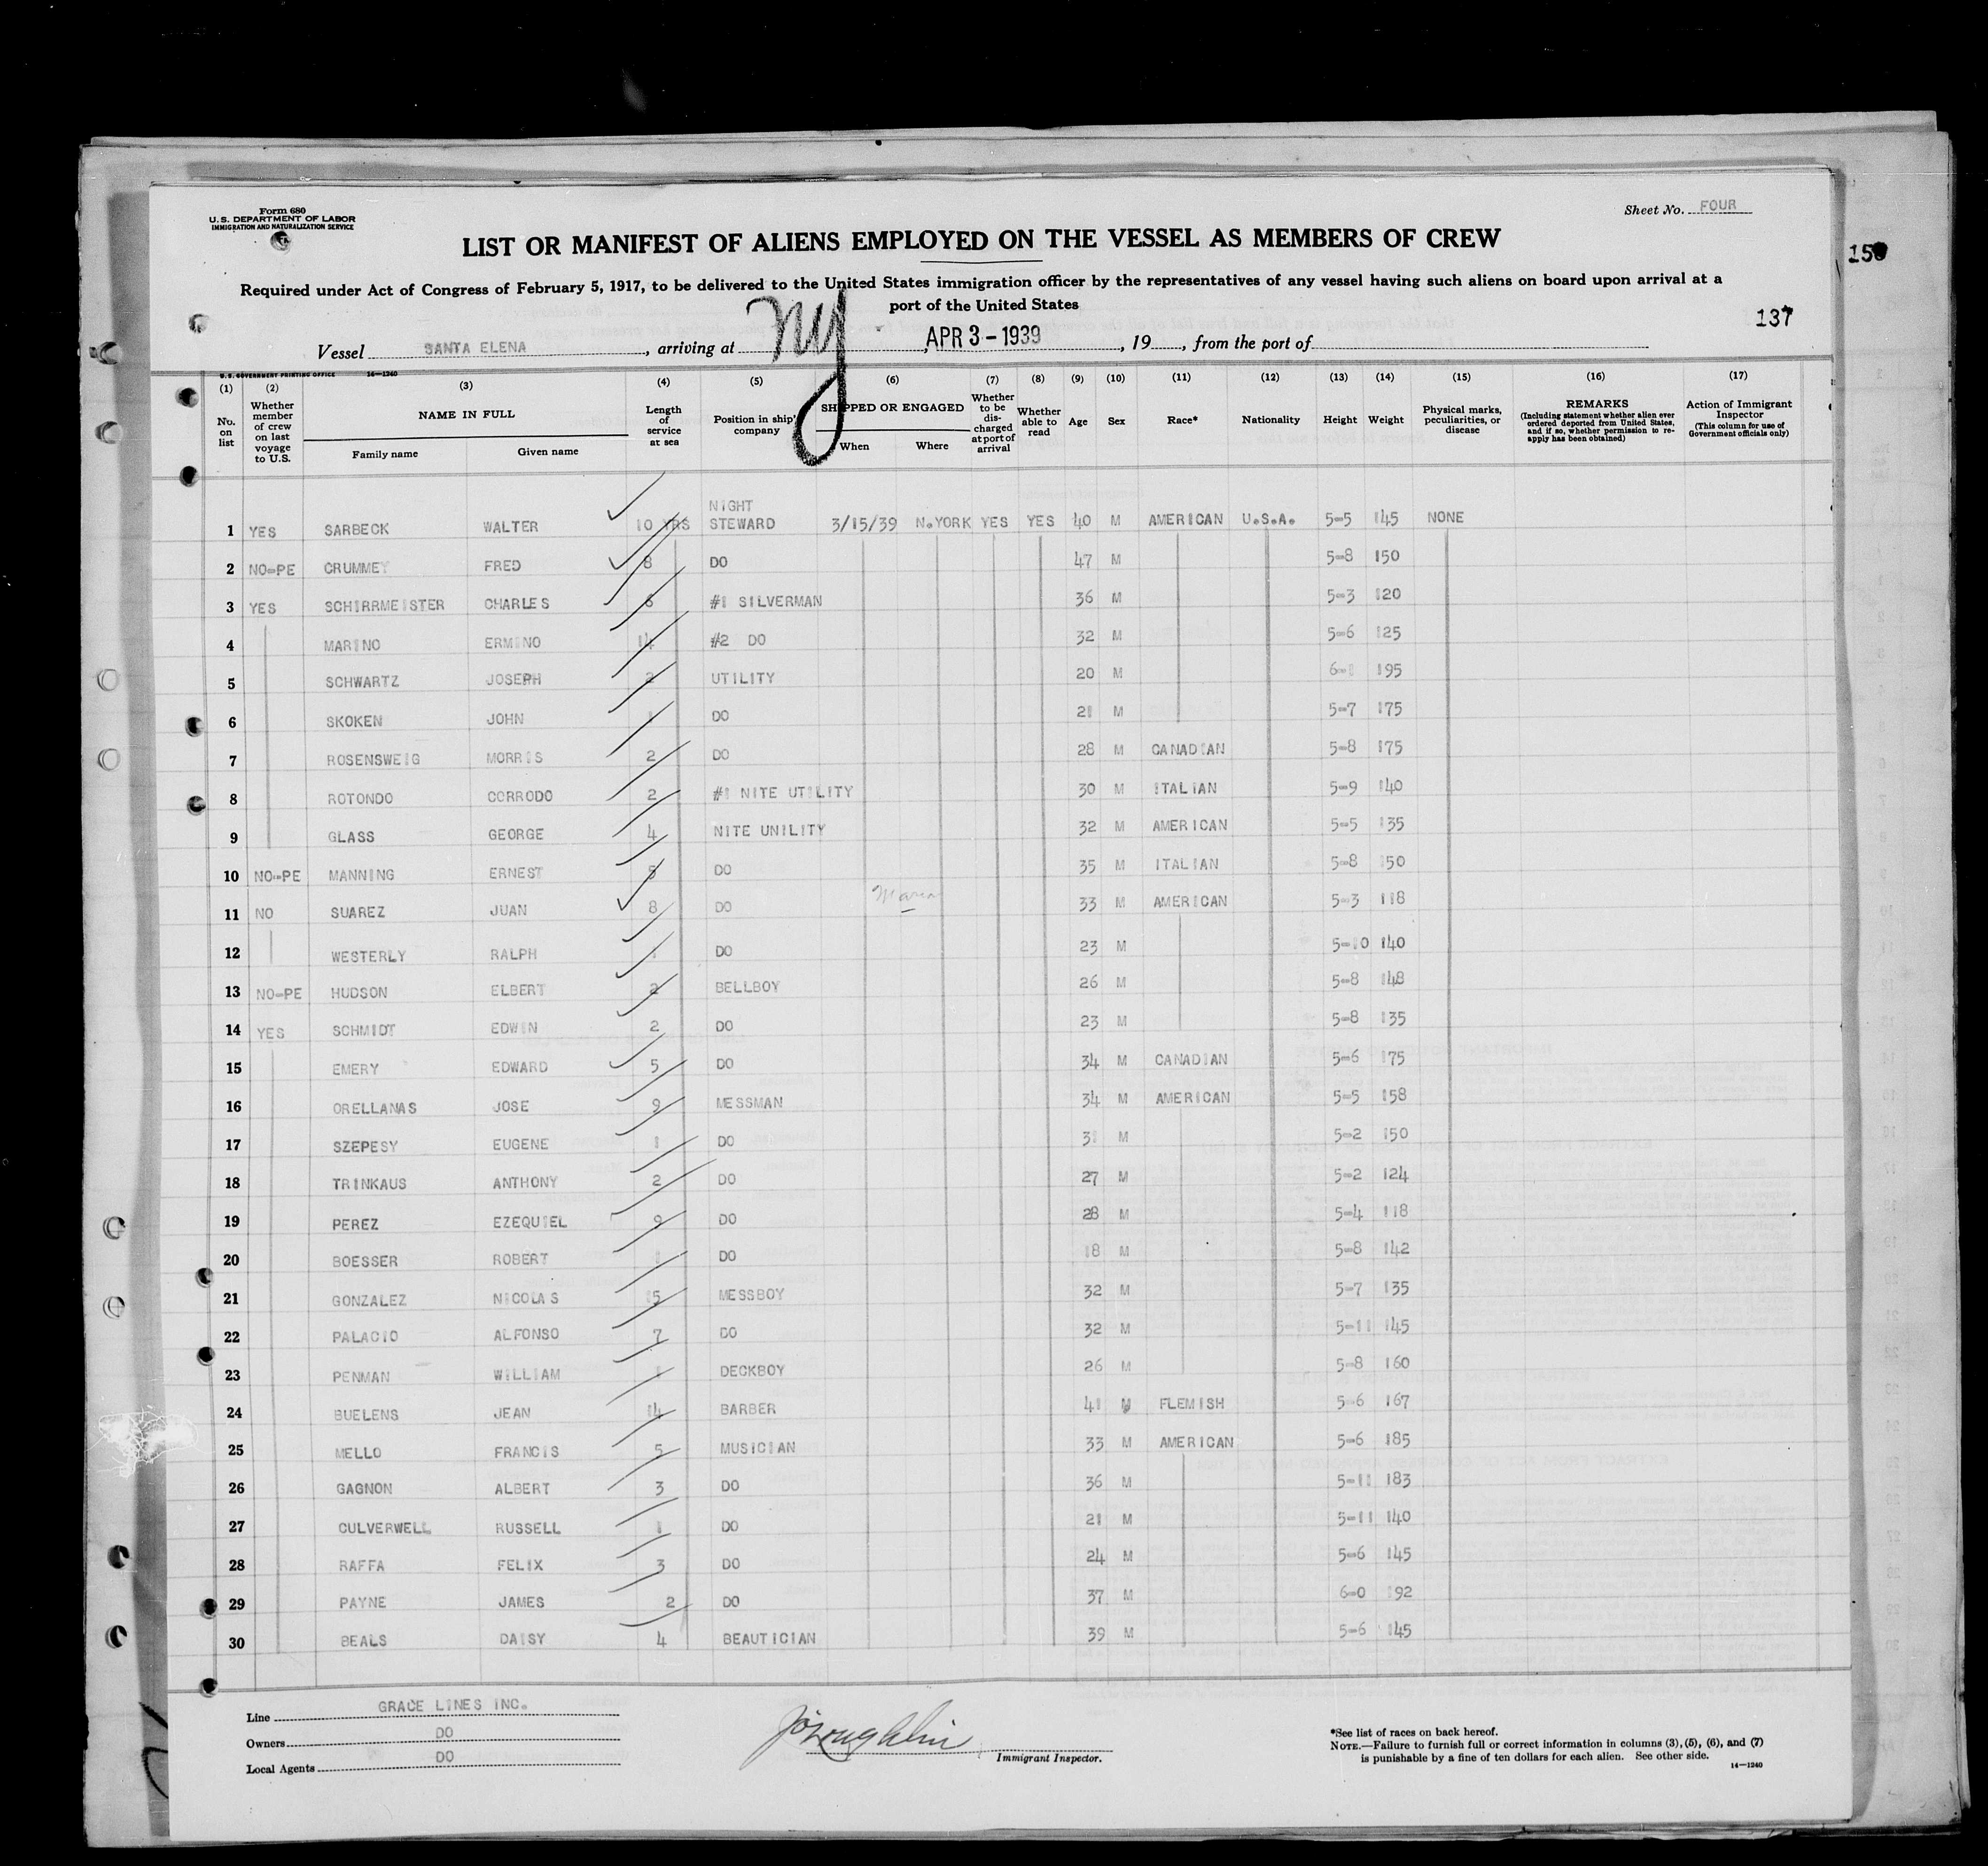 Form 680
U. S. DEPARTMENT OF LABOR
IMMIGRATION AND NATURALIZATION SERVICE
Sheet No. FOUR
LIST OR MANIFEST OF ALIENS EMPLOYED ON THE VESSEL AS MEMBERS OF CREW
150
Required under Act of Congress of February 5, 1917, to be delivered to the United States immigration officer by the representatives of any vessel having such aliens on board upon arrival at a
port of the United States
137
Vessel SANTA ELENA, arriving at NY, APR 3 - 1939, 19, from the port of
U. S. GOVERNMENT PRINTING OFFICE 14—1240
(1) (2) (3) (4) (5) (6) (7) (8) (9) (10) (11) (12) (13) (14) (15) (16) (17)
No. on list
Whether member of crew on last voyage to U.S.
NAME IN FULL
Family name
Given name
Length of service at sea
Position in ship's company
SHIPPED OR ENGAGED
When
Where
Whether to be discharged at port of arrival
Whether able to read
Age
Sex
Race*
Nationality
Height
Weight
Physical marks, peculiarities, or disease
REMARKS
(Including statement whether alien ever ordered deported from United States, and if so, whether permission to reapply has been obtained)
Action of Immigrant Inspector
(This column for use of Government officials only)
1 YES SARBECK WALTER 10 YRS NIGHT STEWARD 3/15/39 N.YORK YES YES 40 M AMERICAN U.S.A. 5-5 145 NONE
2 NO-PE CRUMMEY FRED 8 DO 47 M 5-8 150
3 YES SCHIRRMEISTER CHARLES 6 #1 SILVERMAN 36 M 5-3 120
4 MARINO ERMINO 14 #2 DO 32 M 5-6 125
5 SCHWARTZ JOSEPH 2 UTILITY 20 M 6-1 195
6 SKOKEN JOHN 1 DO 21 M 5-7 175
7 ROSENSWEIG MORRIS 2 DO 28 M CANADIAN 5-8 175
8 ROTONDO CORRODO 2 #1 NITE UTILITY 30 M ITALIAN 5-9 140
9 GLASS GEORGE 4 NITE UNILITY 32 M AMERICAN 5-5 135
10 NO-PE MANNING ERNEST 5 DO 35 M ITALIAN 5-8 150
11 NO SUAREZ JUAN 8 DO 33 M AMERICAN 5-3 118
12 WESTERLY RALPH 1 DO 23 M 5-10 140
13 NO-PE HUDSON ELBERT 2 BELLBOY 26 M 5-8 148
14 YES SCHMIDT EDWIN 2 DO 23 M 5-8 135
15 EMERY EDWARD 5 DO 34 M CANADIAN 5-6 175
16 ORELLANAS JOSE 9 MESSMAN 34 M AMERICAN 5-5 158
17 SZEPESY EUGENE 1 DO 31 M 5-2 150
18 TRINKAUS ANTHONY 2 DO 27 M 5-2 124
19 PEREZ EZEQUIEL 9 DO 28 M 5-4 118
20 BOESSER ROBERT 1 DO 18 M 5-8 142
21 GONZALEZ NICOLAS 15 MESSBOY 32 M 5-7 135
22 PALACIO ALFONSO 7 DO 32 M 5-11 145
23 PENMAN WILLIAM 1 DECKBOY 26 M 5-8 160
24 BUELENS JEAN 14 BARBER 41 M FLEMISH 5-6 167
25 MELLO FRANCIS 5 MUSICIAN 33 M AMERICAN 5-6 185
26 GAGNON ALBERT 3 DO 36 M 5-11 183
27 CULVERWELL RUSSELL 1 DO 21 M 5-11 140
28 RAFFA FELIX 3 DO 24 M 5-6 145
29 PAYNE JAMES 2 DO 37 M 6-0 192
30 BEALS DAISY 4 BEAUTICIAN 39 M 5-6 145
Line GRACE LINES INC.
Owners DO
Local Agents DO
Immigrant Inspector.
*See list of races on back hereof.
NOTE.—Failure to furnish full or correct information in columns (3), (5), (6), and (7)
is punishable by a fine of ten dollars for each alien. See other side.
14—1240